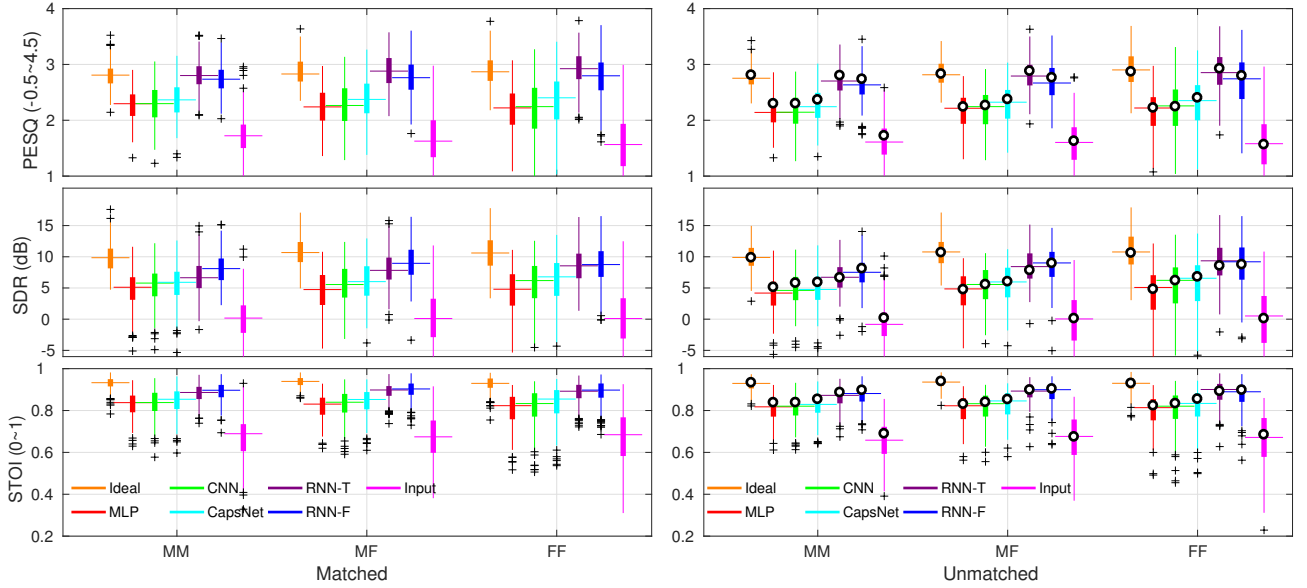 PESQ (-0.5~4.5)
4
3
2
1
4
3
2
1
SDR (dB)
15
10
5
0
-5
15
10
5
0
-5
STOI (0~1)
1
0.8
0.6
0.4
0.2
1
0.8
0.6
0.4
0.2
Ideal CNN RNN-T Input
MLP CapsNet RNN-F
Ideal CNN RNN-T Input
MLP CapsNet RNN-F
MM MF FF
MM MF FF
Matched
Unmatched